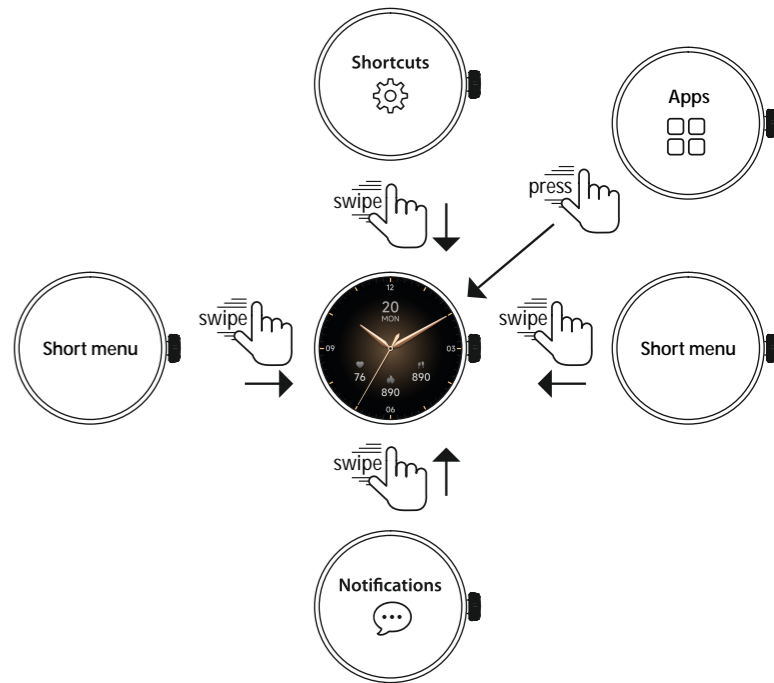 Shortcuts
Apps
swipe
press
12
20
MON
Short menu
swipe
09
03
swipe
Short menu
76
890
890
06
swipe
Notifications